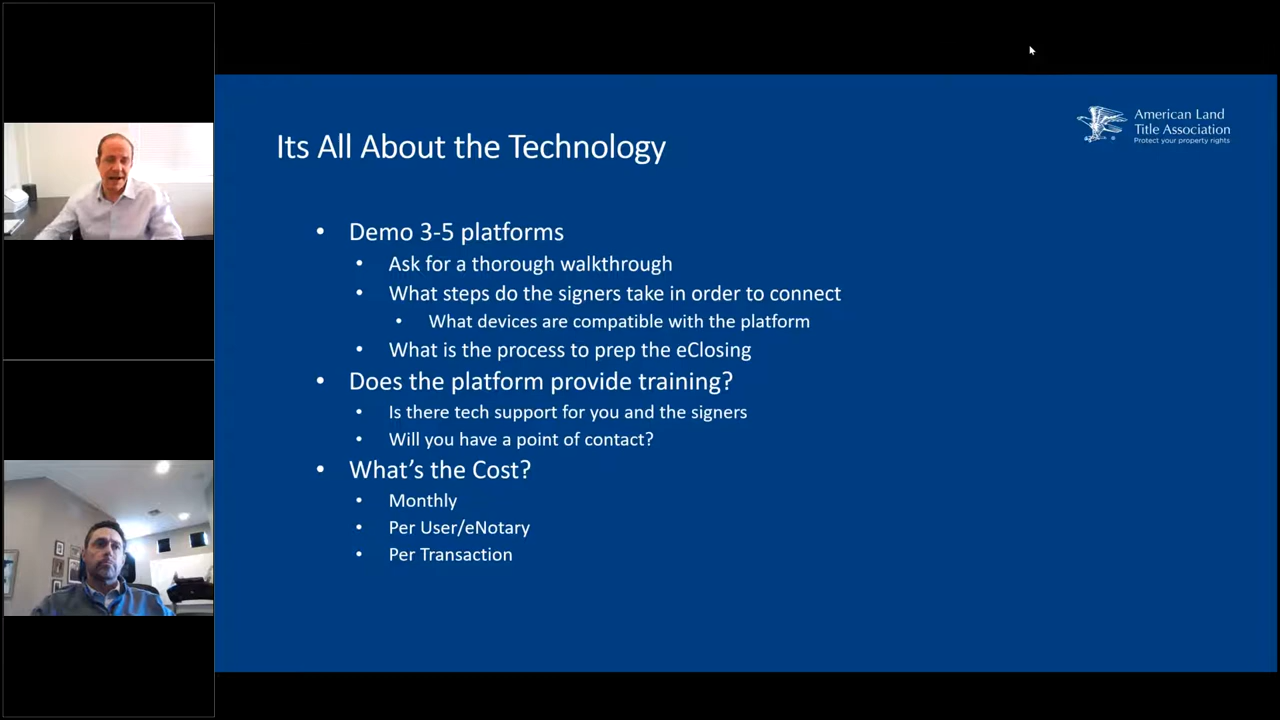 American Land
Title Association
Protect your property rights
Its All About the Technology
• Demo 3-5 platforms
• Ask for a thorough walkthrough
• What steps do the signers take in order to connect
• What devices are compatible with the platform
• What is the process to prep the eClosing
• Does the platform provide training?
• Is there tech support for you and the signers
• Will you have a point of contact?
• What’s the Cost?
• Monthly
• Per User/eNotary
• Per Transaction